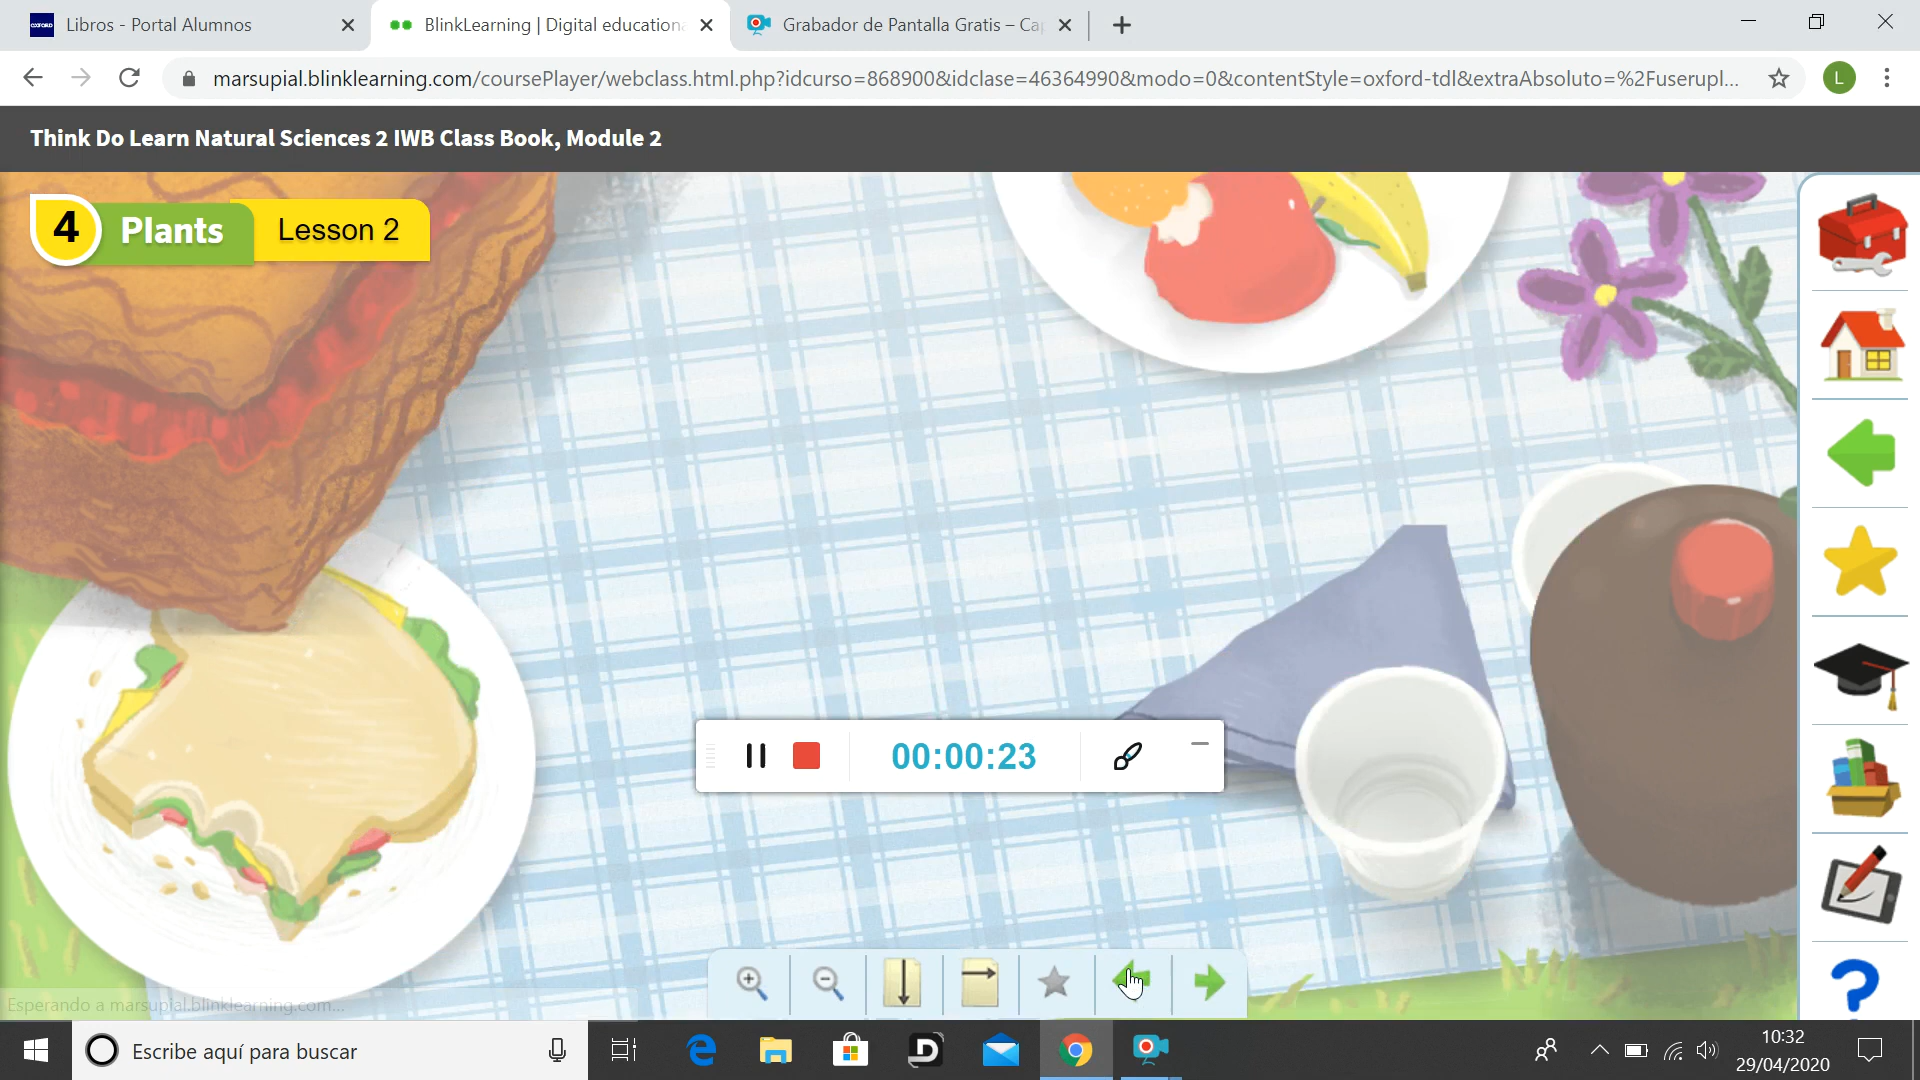 OXFORD
Libros - Portal Alumnos
BlinkLearning | Digital educationa
Grabador de Pantalla Gratis – Ca
marsupial.blinklearning.com/coursePlayer/webclass.html.php?idcurso=868900&idclase=46364990&modo=0&contentStyle=oxford-tdl&extraAbsoluto=%2Fuserupl...
L
Think Do Learn Natural Sciences 2 IWB Class Book, Module 2
4 Plants Lesson 2
00:00:23
Esperando a marsupial.blinklearning.com...
Escribe aquí para buscar
10:32
29/04/2020